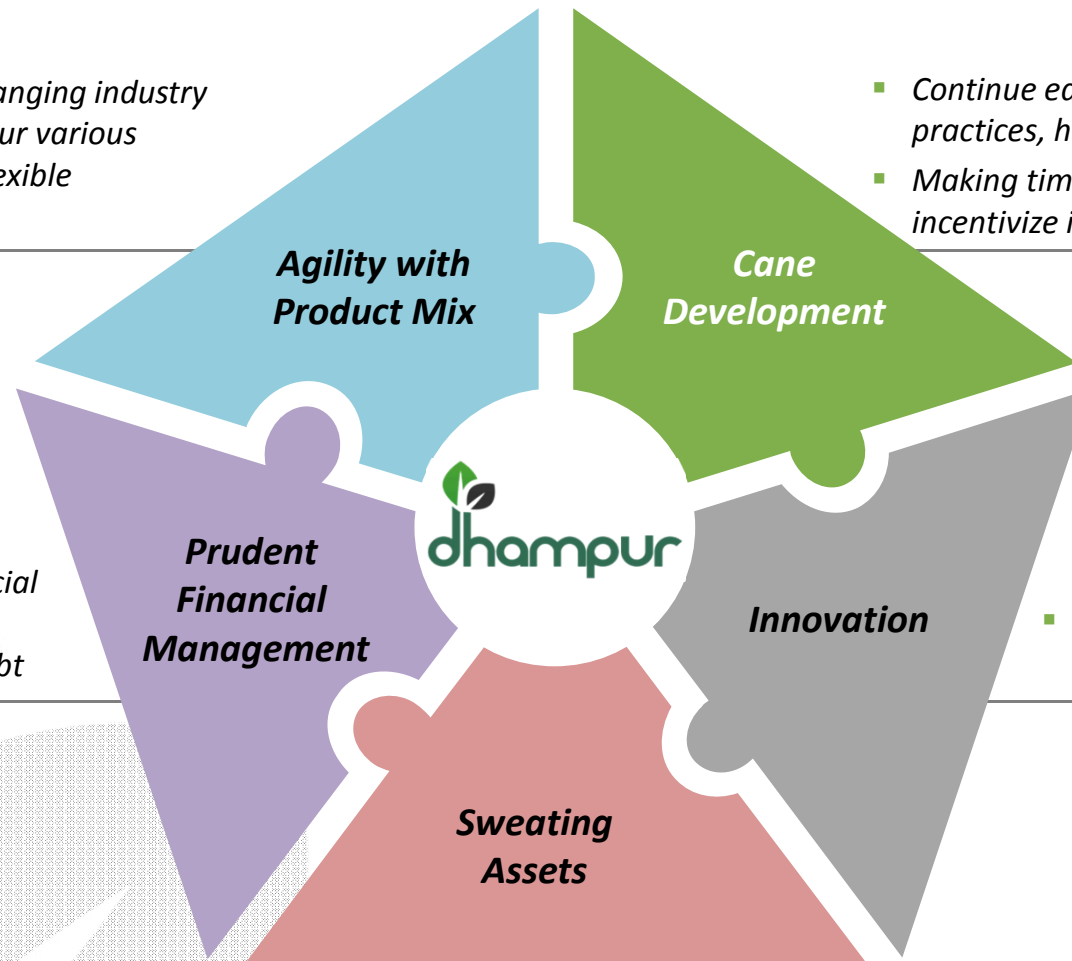 anging industry
ur various
exible
Continue ea
practices, h
Making tim
incentivize i
Agility with
Product Mix
Cane
Development
dhampur
Prudent
Financial
Management
cial
bt
Innovation
Sweating
Assets